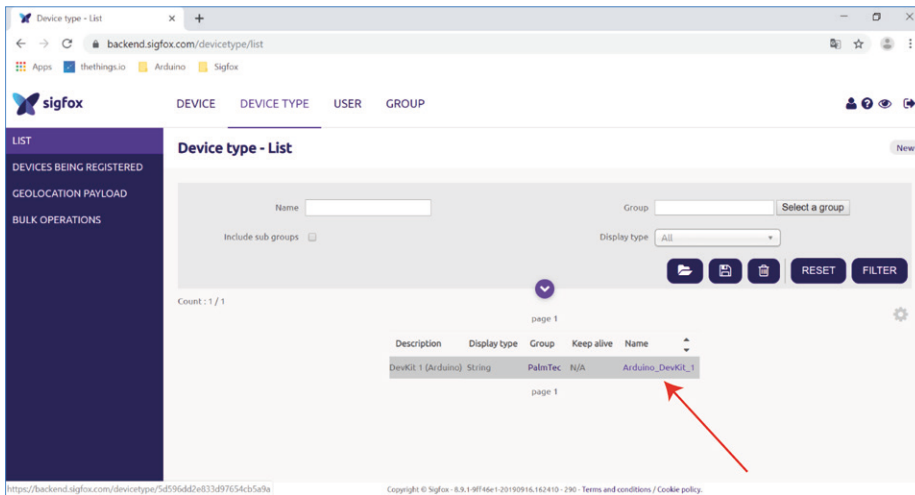 Device type - List
backend.sigfox.com/devicetype/list
Apps thethings.io Arduino Sigfox
sigfox
DEVICE DEVICE TYPE USER GROUP
LIST
DEVICES BEING REGISTERED
GEOLOCATION PAYLOAD
BULK OPERATIONS
Device type - List
New
Name
Group
Select a group
Include sub groups
Display type All
RESET FILTER
Count : 1 / 1
page 1
Description Display type Group Keep alive Name
DevKit 1 (Arduino) String PalmTec N/A Arduino_DevKit_1
page 1
https://backend.sigfox.com/devicetype/5d596dd2e833d97654cb5a9a
Copyright © Sigfox - 8.9.1-9ff46e1-20190916.162410 - 290 - Terms and conditions / Cookie policy.